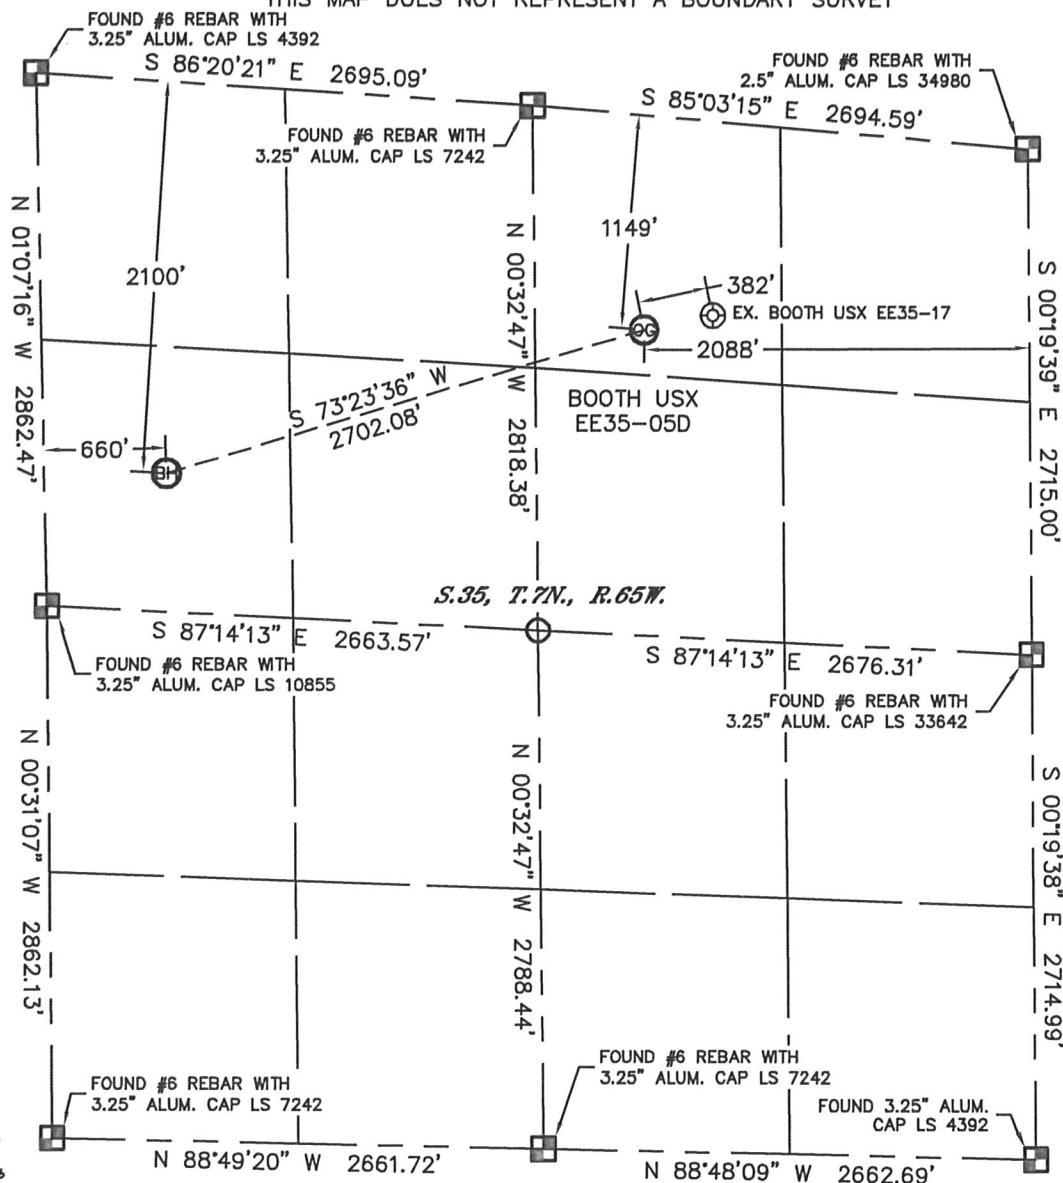 THIS MAP DOES NOT REPRESENT A BOUNDARY SURVEY
FOUND #6 REBAR WITH
3.25" ALUM. CAP LS 4392
S 86°20'21" E 2695.09'
FOUND #6 REBAR WITH
2.5" ALUM. CAP LS 34980
S 85°03'15" E 2694.59'
FOUND #6 REBAR WITH
3.25" ALUM. CAP LS 7242
N 01°07'16" W 2862.47'
2100'
N 00°32'47" W 2818.38'
1149'
382'
EX. BOOTH USX EE35-17
OG
2088'
S 00°19'39" E 2715.00'
BOOTH USX
EE35-05D
S 73°23'36" W
2702.08'
660'
BH
S.35, T.7N., R.65W.
S 87°14'13" E 2663.57'
S 87°14'13" E 2676.31'
FOUND #6 REBAR WITH
3.25" ALUM. CAP LS 10855
FOUND #6 REBAR WITH
3.25" ALUM. CAP LS 33642
N 00°31'07" W 2862.13'
N 00°32'47" W 2788.44'
S 00°19'38" E 2714.99'
FOUND #6 REBAR WITH
3.25" ALUM. CAP LS 7242
FOUND #6 REBAR WITH
3.25" ALUM. CAP LS 7242
FOUND 3.25" ALUM.
CAP LS 4392
N 88°49'20" W 2661.72'
N 88°48'09" W 2662.69'